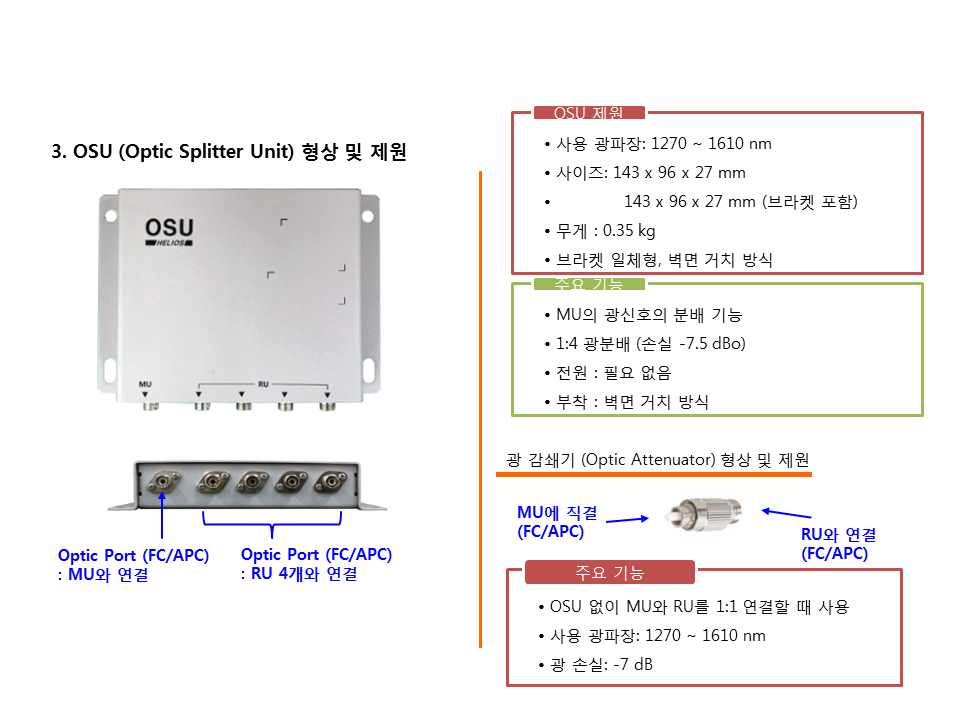 3. OSU (Optic Splitter Unit) 형상 및 제원
OSU
HELIOS
MU
RU
Optic Port (FC/APC)
: MU와 연결
Optic Port (FC/APC)
: RU 4개와 연결
OSU 제원
• 사용 광파장: 1270 ~ 1610 nm
• 사이즈: 143 x 96 x 27 mm
• 143 x 96 x 27 mm (브라켓 포함)
• 무게 : 0.35 kg
• 브라켓 일체형, 벽면 거치 방식
주요 기능
• MU의 광신호의 분배 기능
• 1:4 광분배 (손실 -7.5 dBo)
• 전원 : 필요 없음
• 부착 : 벽면 거치 방식
광 감쇄기 (Optic Attenuator) 형상 및 제원
MU에 직결
(FC/APC)
RU와 연결
(FC/APC)
주요 기능
• OSU 없이 MU와 RU를 1:1 연결할 때 사용
• 사용 광파장: 1270 ~ 1610 nm
• 광 손실: -7 dB